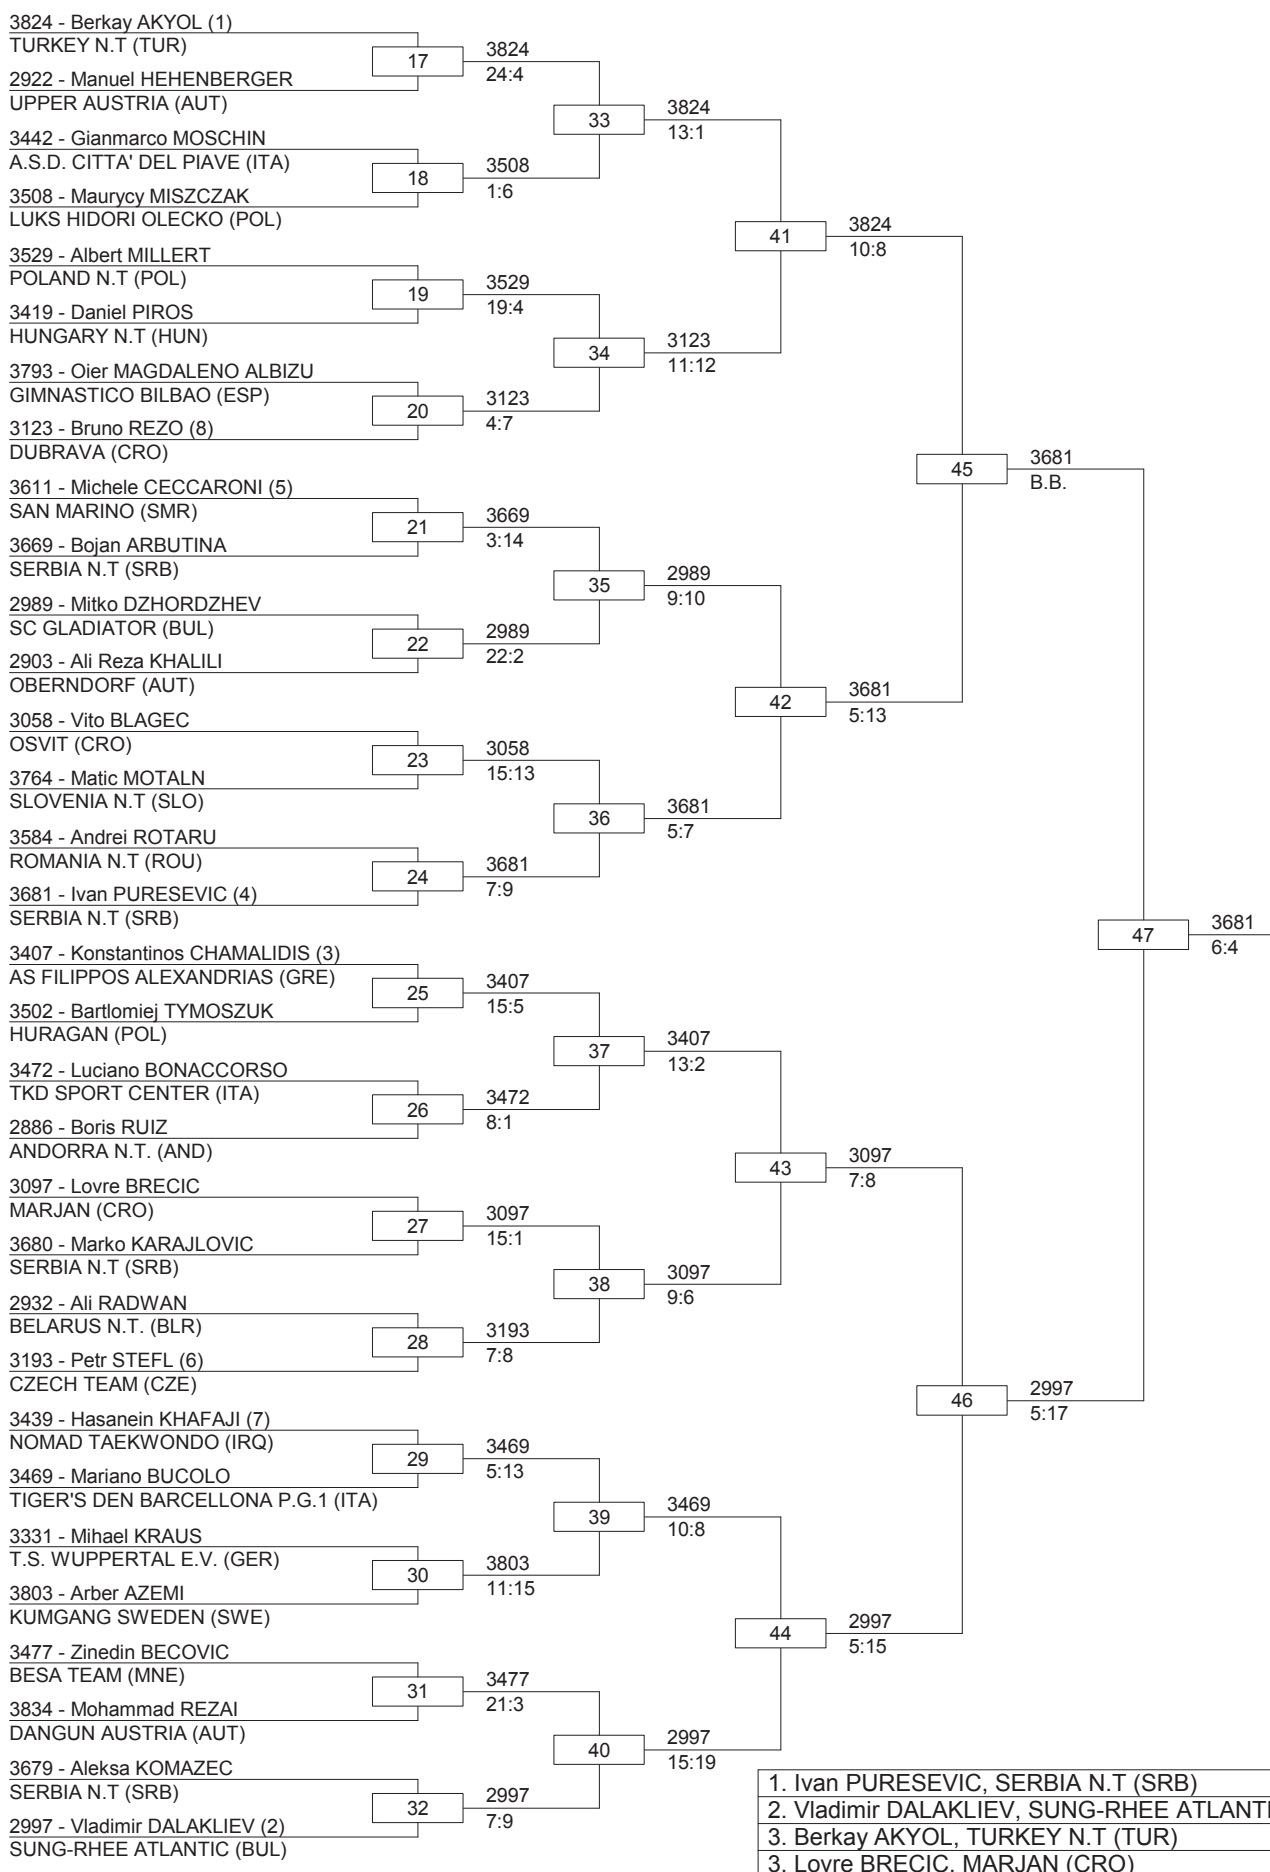 3824 - Berkay AKYOL (1)
TURKEY N.T (TUR)
17
3824
24:4
2922 - Manuel HEHENBERGER
UPPER AUSTRIA (AUT)
33
3824
13:1
3442 - Gianmarco MOSCHIN
A.S.D. CITTA' DEL PIAVE (ITA)
18
3508
1:6
3508 - Maurycy MISZCZAK
LUKS HIDORI OLECKO (POL)
41
3824
10:8
3529 - Albert MILLERT
POLAND N.T (POL)
19
3529
19:4
3419 - Daniel PIROS
HUNGARY N.T (HUN)
34
3123
11:12
3793 - Oier MAGDALENO ALBIZU
GIMNASTICO BILBAO (ESP)
20
3123
4:7
3123 - Bruno REZO (8)
DUBRAVA (CRO)
45
3681
B.B.
3611 - Michele CECCARONI (5)
SAN MARINO (SMR)
21
3669
3:14
3669 - Bojan ARBUTINA
SERBIA N.T (SRB)
35
2989
9:10
2989 - Mitko DZHORDZHEV
SC GLADIATOR (BUL)
22
2989
22:2
2903 - Ali Reza KHALILI
OBERNDORF (AUT)
42
3681
5:13
3058 - Vito BLAGEC
OSVIT (CRO)
23
3058
15:13
3764 - Matic MOTALN
SLOVENIA N.T (SLO)
36
3681
5:7
3584 - Andrei ROTARU
ROMANIA N.T (ROU)
24
3681
7:9
3681 - Ivan PURESEVIC (4)
SERBIA N.T (SRB)
47
3681
6:4
3407 - Konstantinos CHAMALIDIS (3)
AS FILIPPOS ALEXANDRIAS (GRE)
25
3407
15:5
3502 - Bartlomiej TYMOSZUK
HURAGAN (POL)
37
3407
13:2
3472 - Luciano BONACCORSO
TKD SPORT CENTER (ITA)
26
3472
8:1
2886 - Boris RUIZ
ANDORRA N.T. (AND)
43
3097
7:8
3097 - Lovre BRECIC
MARJAN (CRO)
27
3097
15:1
3680 - Marko KARAJLOVIC
SERBIA N.T (SRB)
38
3097
9:6
2932 - Ali RADWAN
BELARUS N.T. (BLR)
28
3193
7:8
3193 - Petr STEFL (6)
CZECH TEAM (CZE)
46
2997
5:17
3439 - Hasanein KHAFAJI (7)
NOMAD TAEKWONDO (IRQ)
29
3469
5:13
3469 - Mariano BUCOLO
TIGER'S DEN BARCELLONA P.G.1 (ITA)
39
3469
10:8
3331 - Mihael KRAUS
T.S. WUPPERTAL E.V. (GER)
30
3803
11:15
3803 - Arber AZEMI
KUMGANG SWEDEN (SWE)
44
2997
5:15
3477 - Zinedin BECOVIC
BESA TEAM (MNE)
31
3477
21:3
3834 - Mohammad REZAI
DANGUN AUSTRIA (AUT)
40
2997
15:19
3679 - Aleksa KOMAZEC
SERBIA N.T (SRB)
32
2997
7:9
2997 - Vladimir DALAKLIEV (2)
SUNG-RHEE ATLANTIC (BUL)
1. Ivan PURESEVIC, SERBIA N.T (SRB)
2. Vladimir DALAKLIEV, SUNG-RHEE ATLANTI
3. Berkay AKYOL, TURKEY N.T (TUR)
3. Lovre BRECIC, MARJAN (CRO)